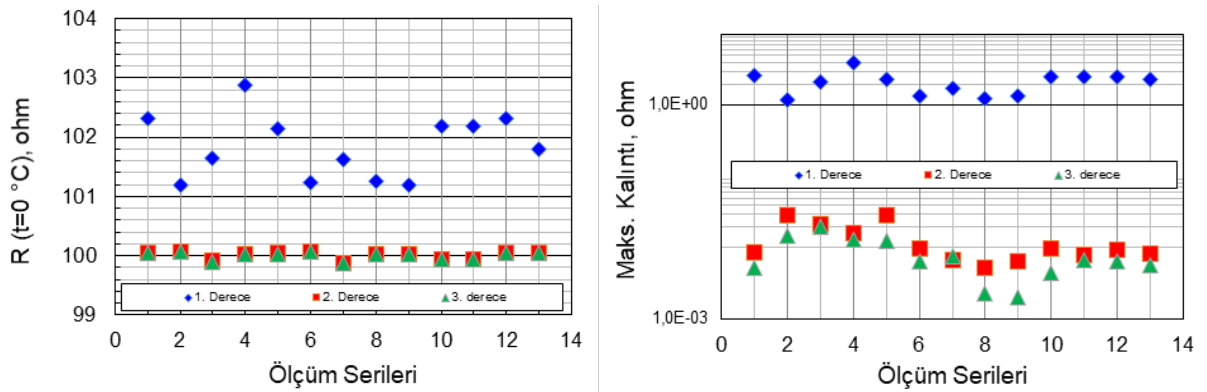 R (t=0 °C), ohm
104
103
102
101
100
99
1. Derece 2. Derece 3. derece
0 2 4 6 8 10 12 14
Ölçüm Serileri
Maks. Kalıntı, ohm
1,0E+00
1,0E-03
1. Derece 2. Derece 3. derece
0 2 4 6 8 10 12 14
Ölçüm Serileri